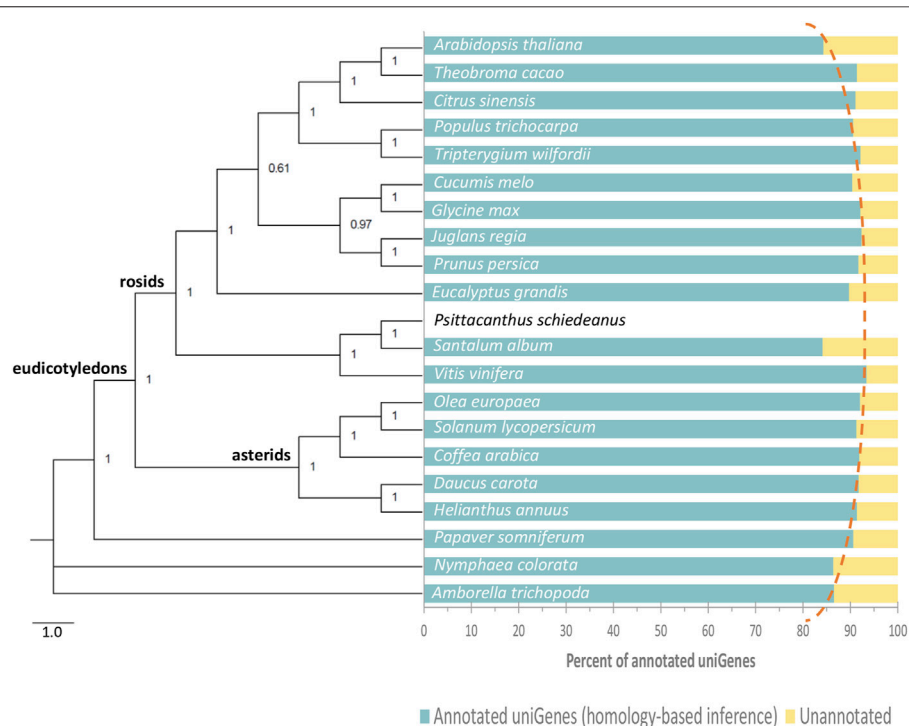 Arabidopsis thaliana
1
Theobroma cacao
1
Citrus sinensis
1
Populus trichocarpa
1
Tripterygium wilfordii
0.61
Cucumis melo
1
Glycine max
0.97
Juglans regia
1
1
Prunus persica
rosids
1
Eucalyptus grandis
Psittacanthus schiedeanus
1
Santalum album
1
eudicotyledons
Vitis vinifera
1
Olea europaea
1
Solanum lycopersicum
1
asterids
Coffea arabica
1
1
Daucus carota
1
Helianthus annuus
Papaver somniferum
Nymphaea colorata
Amborella trichopoda
1.0
0 10 20 30 40 50 60 70 80 90 100
Percent of annotated uniGenes
Annotated uniGenes (homology-based inference) Unannotated